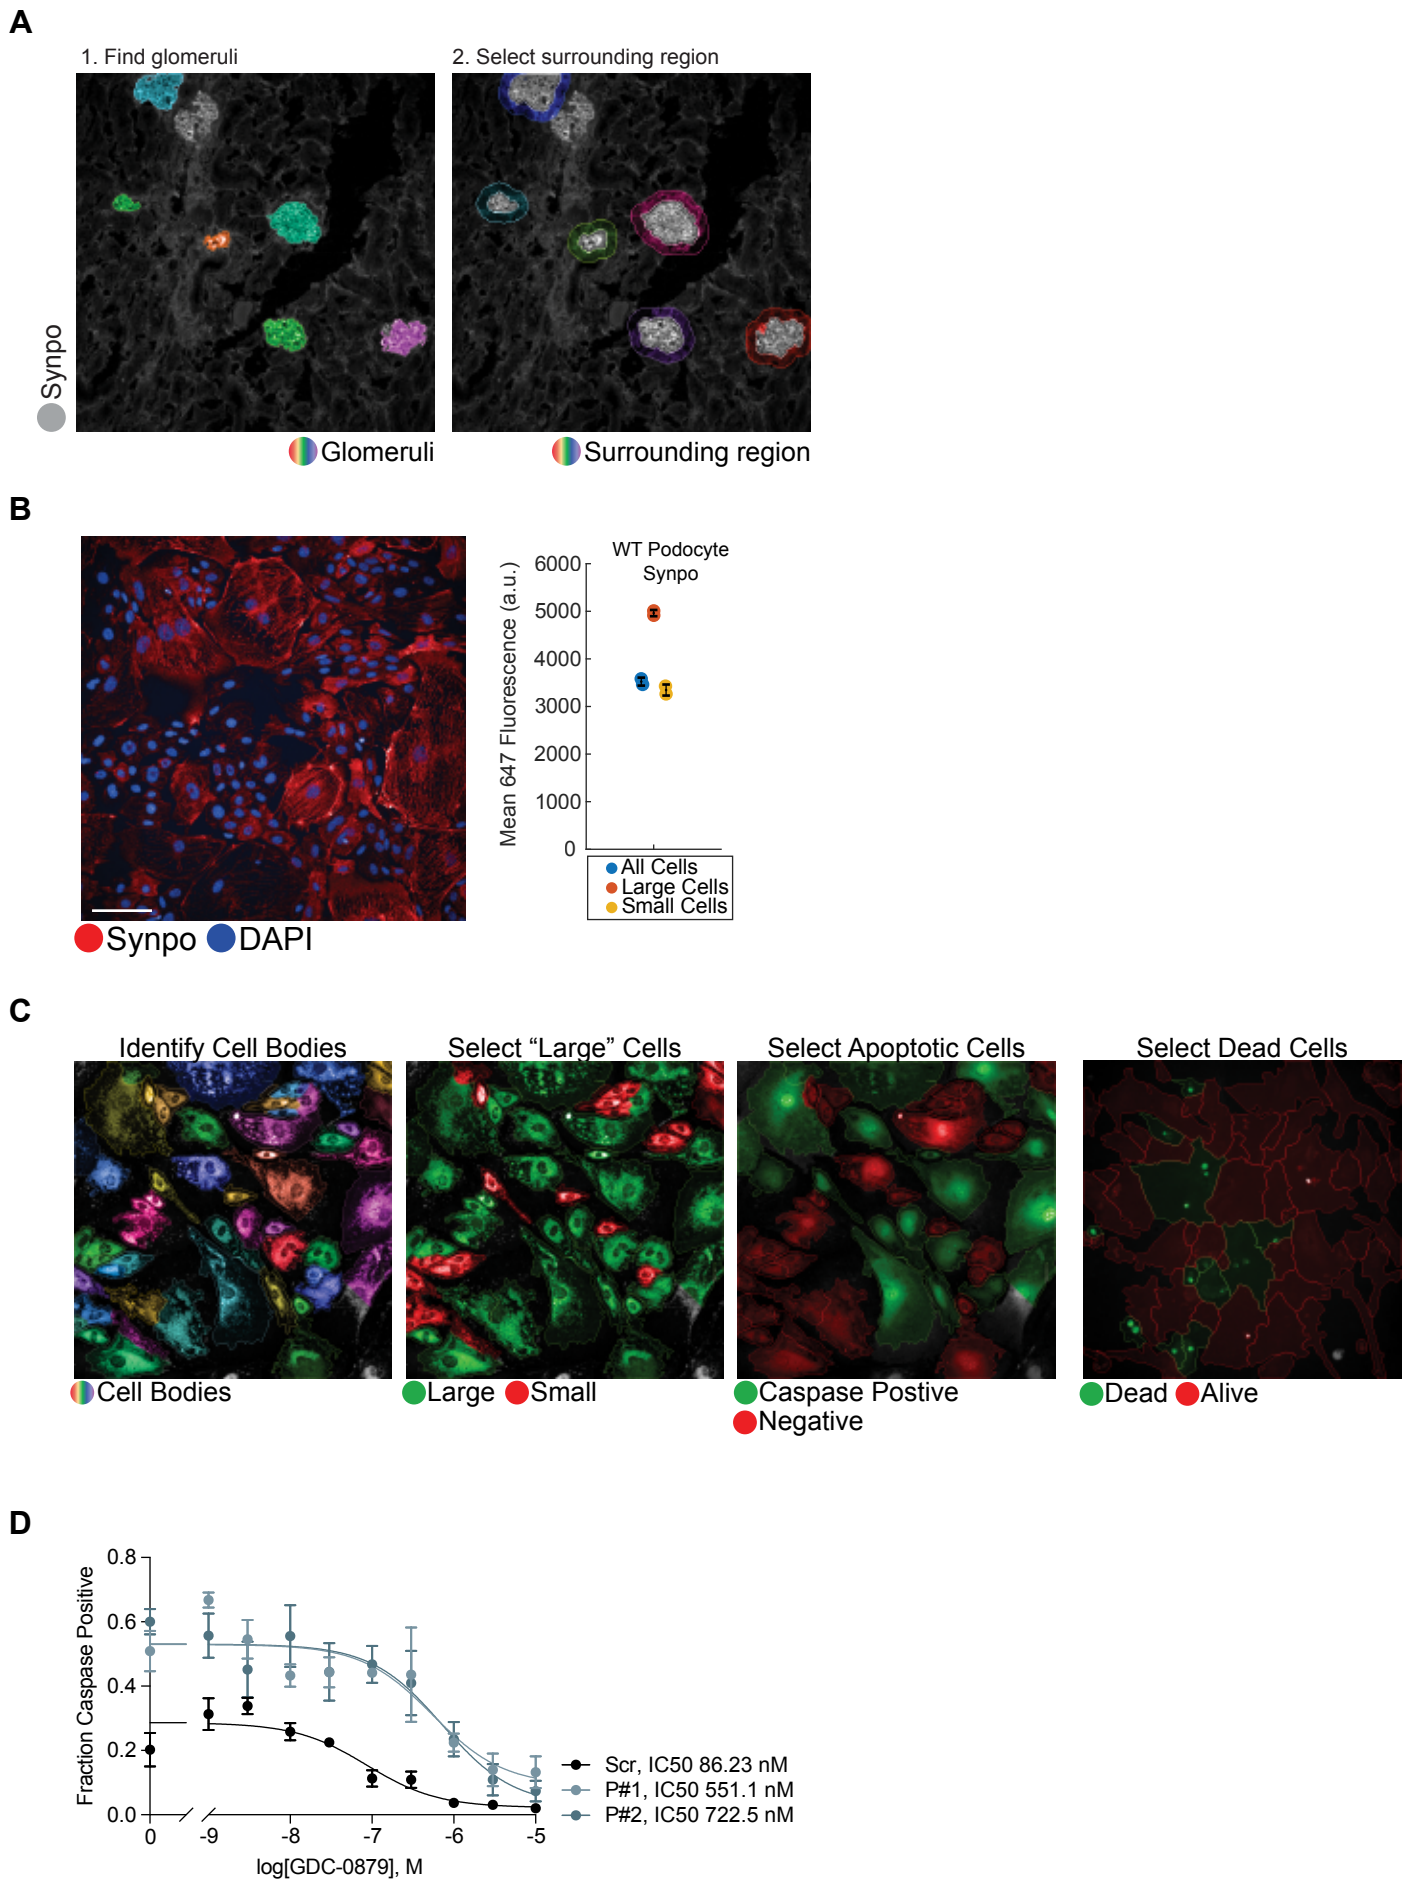 A
1. Find glomeruli
2. Select surrounding region
Synpo
Glomeruli
Surrounding region
B
WT Podocyte
Synpo
Mean 647 Fluorescence (a.u.)
6000
5000
4000
3000
2000
1000
0
All Cells
Large Cells
Small Cells
Synpo DAPI
C
Identify Cell Bodies
Select “Large” Cells
Select Apoptotic Cells
Select Dead Cells
Cell Bodies
Large Small
Caspase Postive
Negative
Dead Alive
D
Fraction Caspase Positive
0.8
0.6
0.4
0.2
0.0
0 -9 -8 -7 -6 -5
log[GDC-0879], M
Scr, IC50 86.23 nM
P#1, IC50 551.1 nM
P#2, IC50 722.5 nM